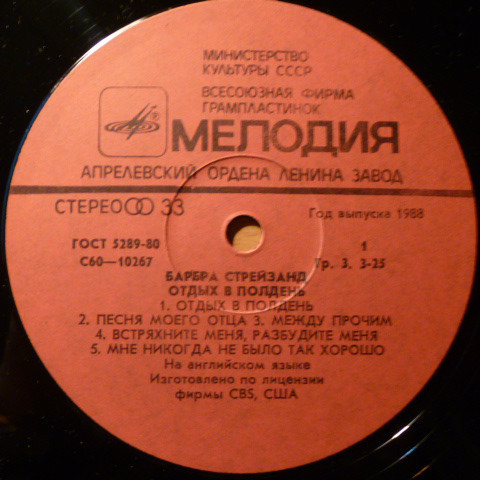 МИНИСТЕРСТВО
КУЛЬТУРЫ СССР
ВСЕСОЮЗНАЯ ФИРМА
ГРАМПЛАСТИНОК
МЕЛОДИЯ
АПРЕЛЕВСКИЙ ОРДЕНА ЛЕНИНА ЗАВОД
СТЕРЕО 33
Год выпуска 1988
ГОСТ 5289-80
1
С60—10267
Гр. 3. 3-25
БАРБРА СТРЕЙЗАНД
ОТДЫХ В ПОЛДЕНЬ
1. ОТДЫХ В ПОЛДЕНЬ
2. ПЕСНЯ МОЕГО ОТЦА 3. МЕЖДУ ПРОЧИМ
4. ВСТРЯХНИТЕ МЕНЯ, РАЗБУДИТЕ МЕНЯ
5. МНЕ НИКОГДА НЕ БЫЛО ТАК ХОРОШО
На английском языке
Изготовлено по лицензии
фирмы CBS, США